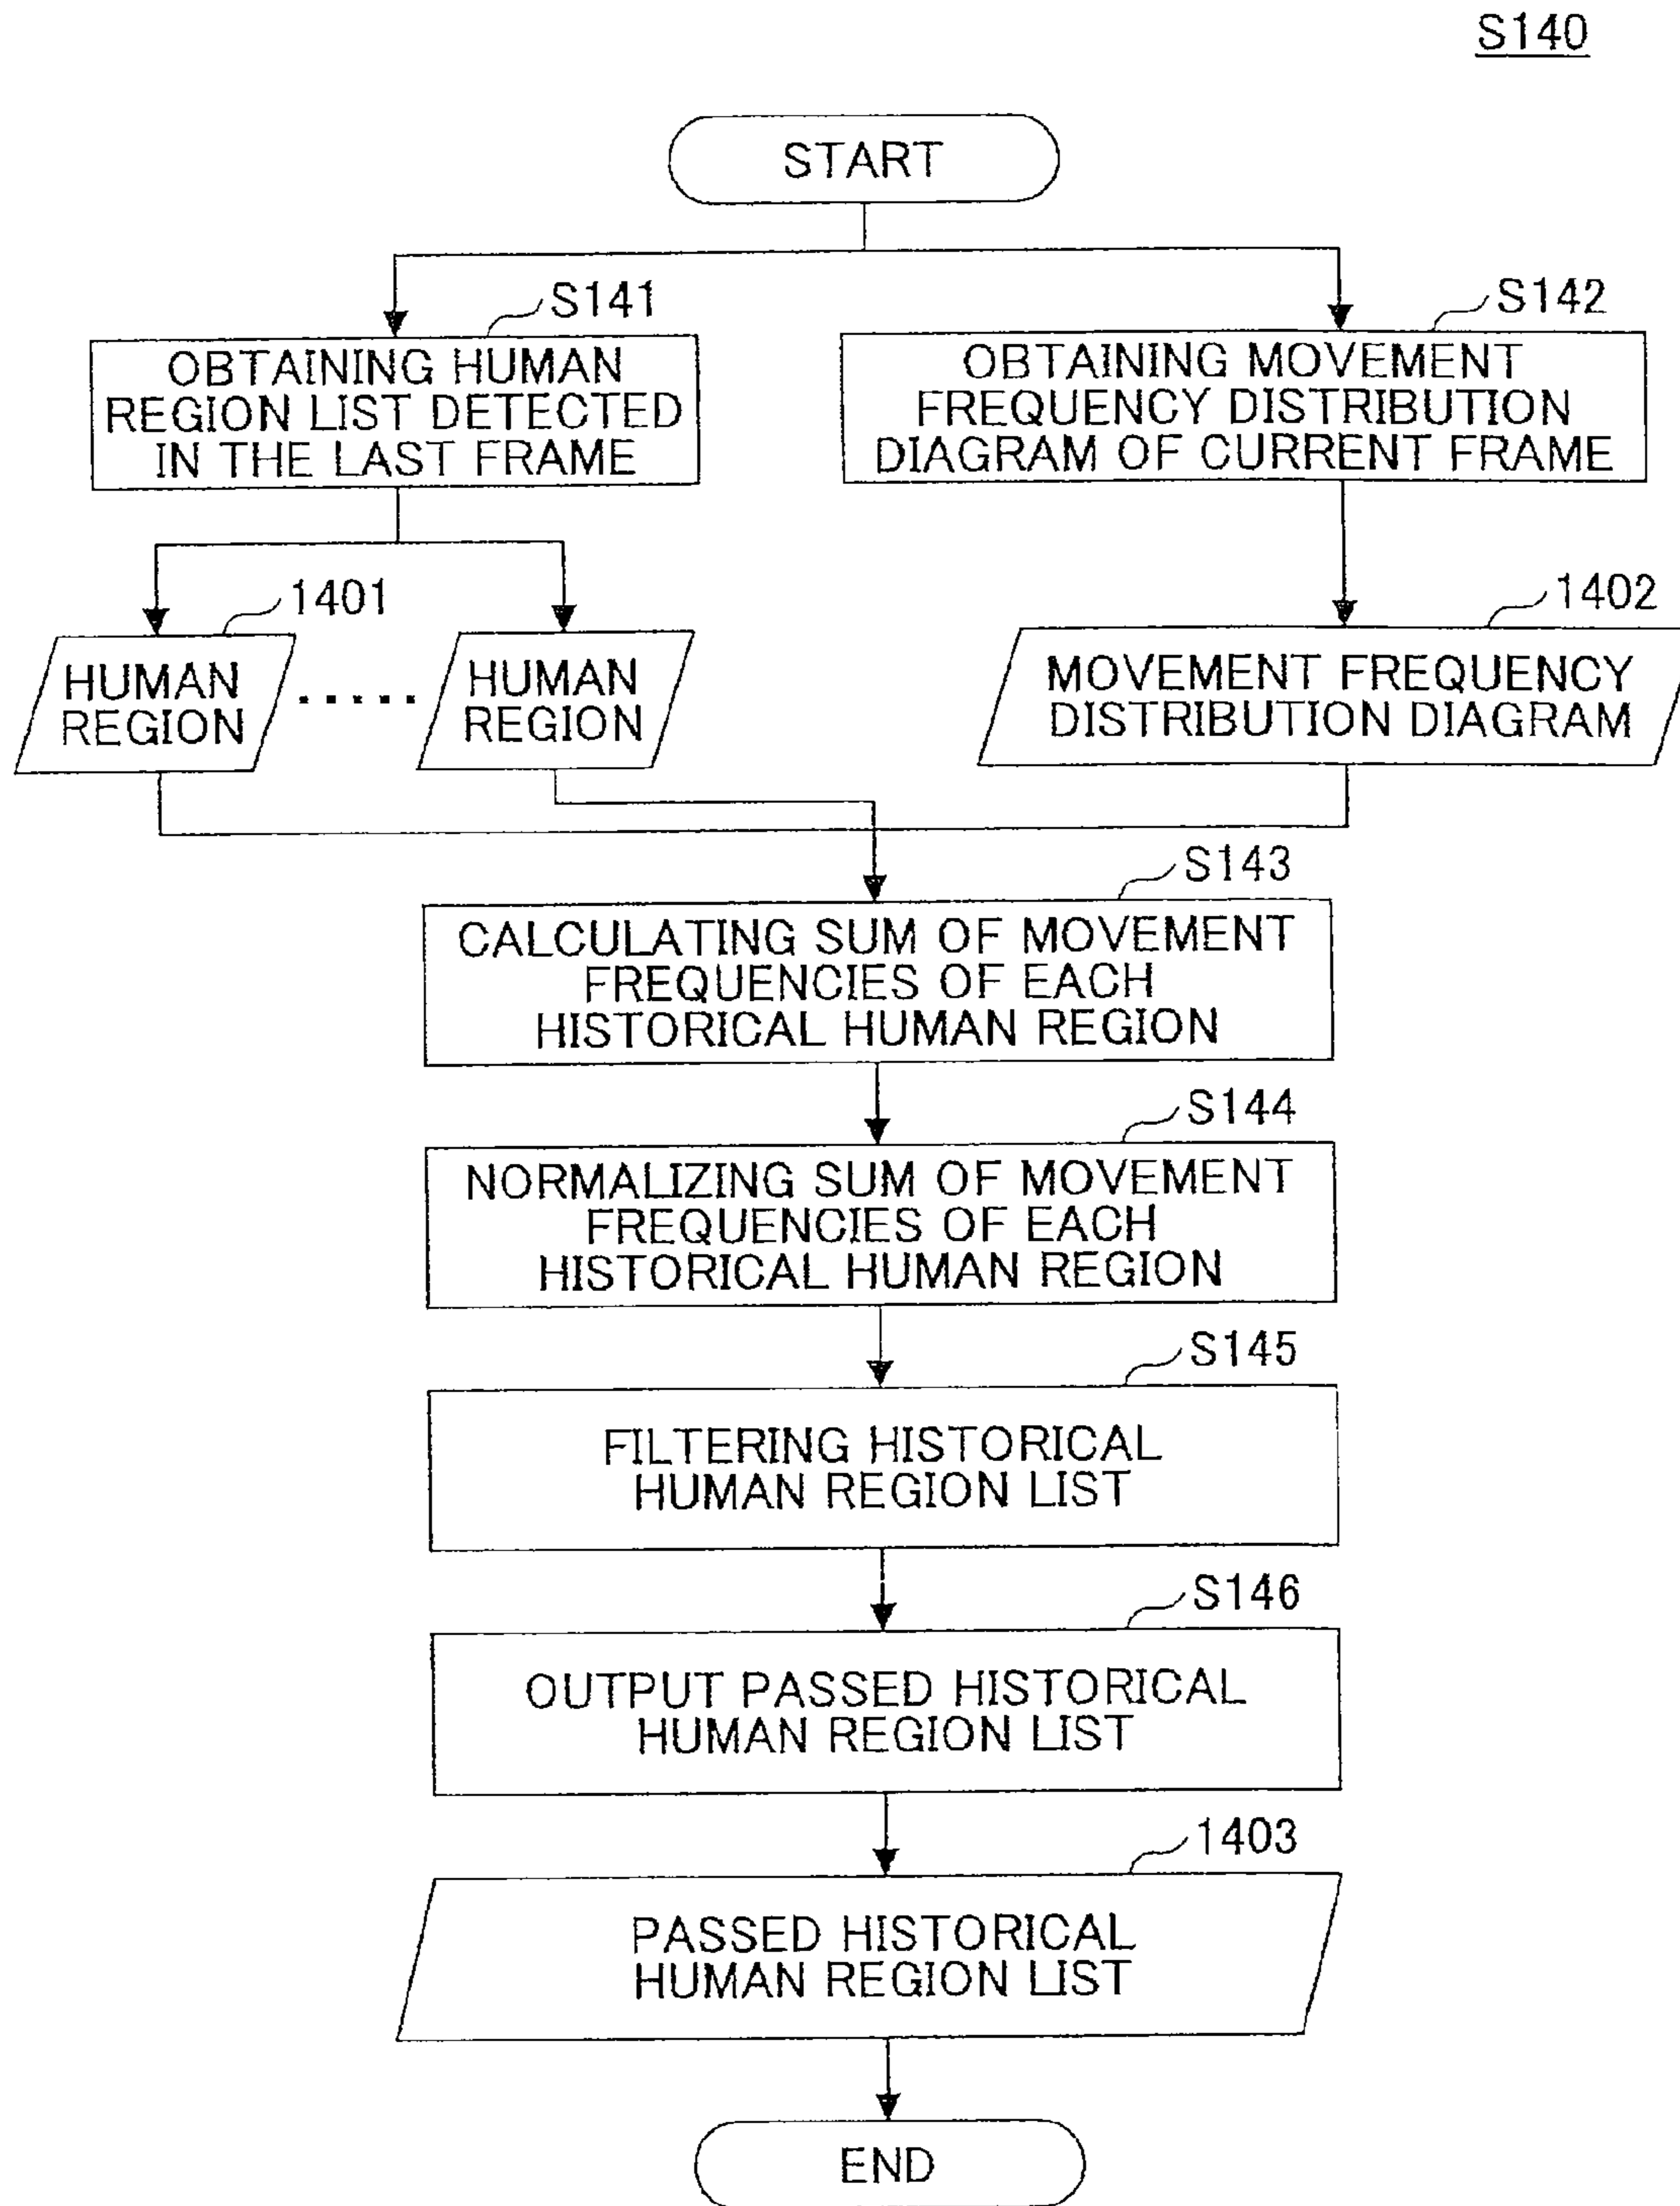 S140
START
S141
OBTAINING HUMAN
REGION LIST DETECTED
IN THE LAST FRAME
S142
OBTAINING MOVEMENT
FREQUENCY DISTRIBUTION
DIAGRAM OF CURRENT FRAME
1401
HUMAN
REGION
.....
HUMAN
REGION
1402
MOVEMENT FREQUENCY
DISTRIBUTION DIAGRAM
S143
CALCULATING SUM OF MOVEMENT
FREQUENCIES OF EACH
HISTORICAL HUMAN REGION
S144
NORMALIZING SUM OF MOVEMENT
FREQUENCIES OF EACH
HISTORICAL HUMAN REGION
S145
FILTERING HISTORICAL
HUMAN REGION LIST
S146
OUTPUT PASSED HISTORICAL
HUMAN REGION LIST
1403
PASSED HISTORICAL
HUMAN REGION LIST
END